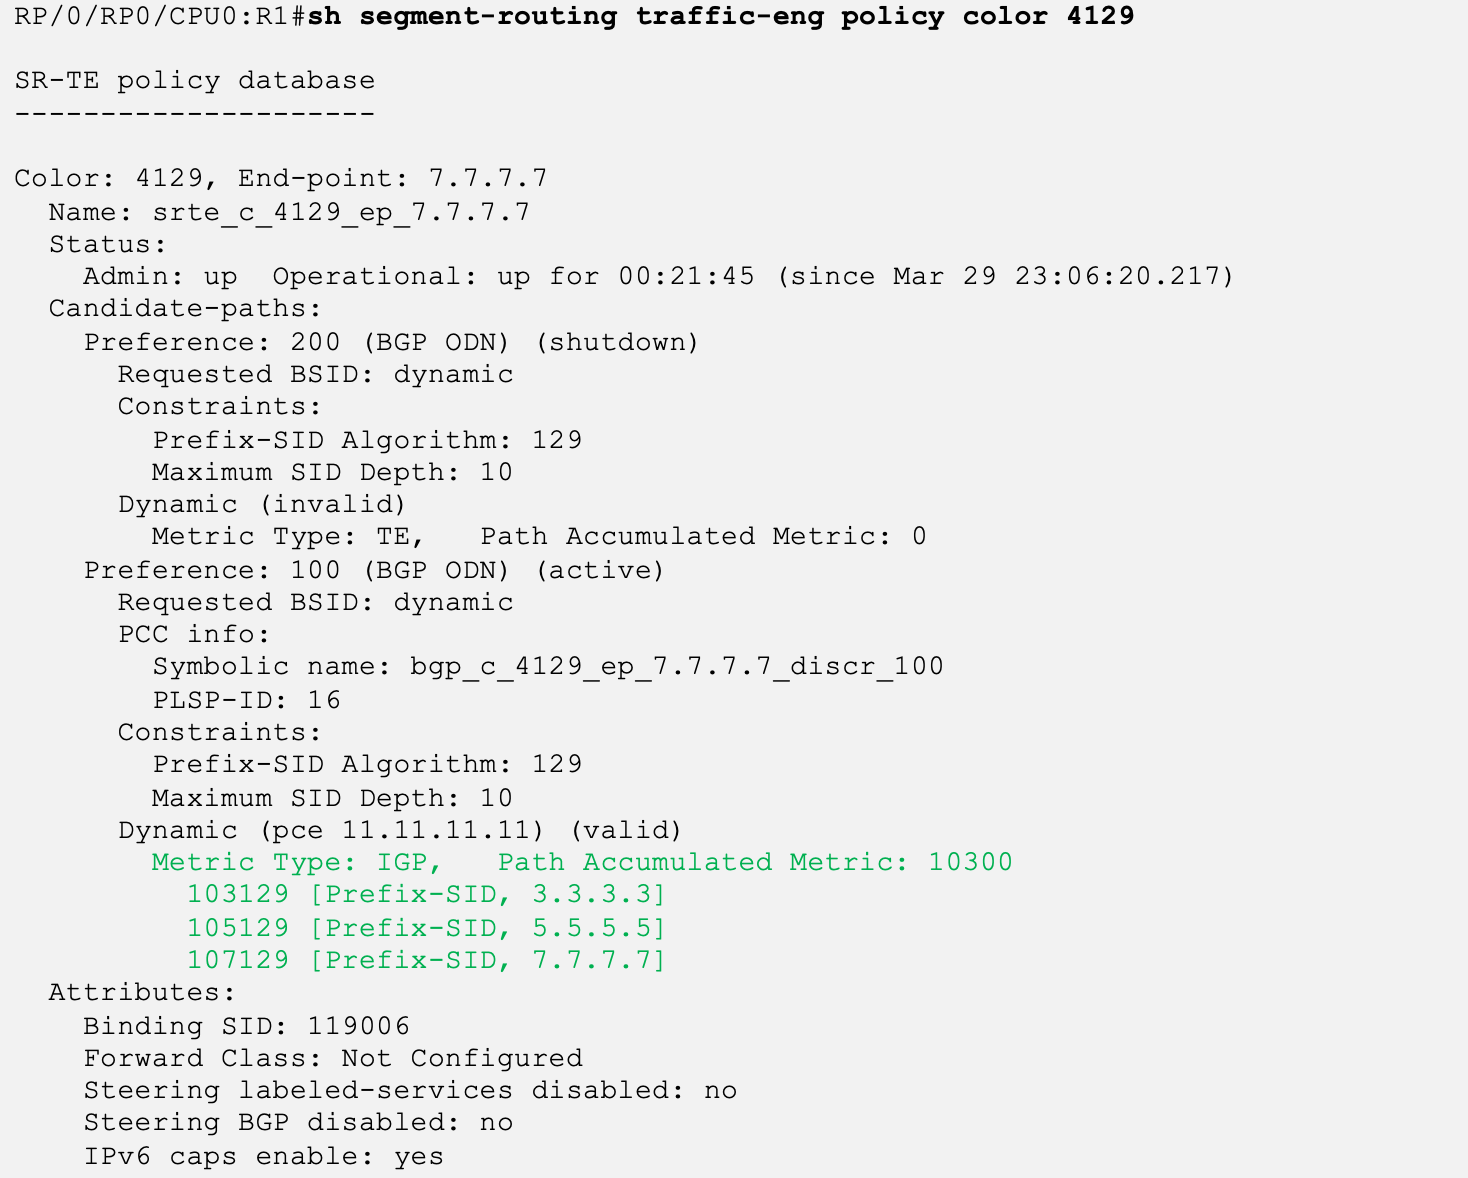 RP/0/RP0/CPU0:R1#sh segment-routing traffic-eng policy color 4129

SR-TE policy database
---------------------

Color: 4129, End-point: 7.7.7.7
  Name: srte_c_4129_ep_7.7.7.7
  Status:
    Admin: up  Operational: up for 00:21:45 (since Mar 29 23:06:20.217)
  Candidate-paths:
    Preference: 200 (BGP ODN) (shutdown)
      Requested BSID: dynamic
      Constraints:
        Prefix-SID Algorithm: 129
        Maximum SID Depth: 10
      Dynamic (invalid)
        Metric Type: TE,   Path Accumulated Metric: 0
    Preference: 100 (BGP ODN) (active)
      Requested BSID: dynamic
      PCC info:
        Symbolic name: bgp_c_4129_ep_7.7.7.7_discr_100
        PLSP-ID: 16
      Constraints:
        Prefix-SID Algorithm: 129
        Maximum SID Depth: 10
      Dynamic (pce 11.11.11.11) (valid)
        Metric Type: IGP,   Path Accumulated Metric: 10300
          103129 [Prefix-SID, 3.3.3.3]
          105129 [Prefix-SID, 5.5.5.5]
          107129 [Prefix-SID, 7.7.7.7]
  Attributes:
    Binding SID: 119006
    Forward Class: Not Configured
    Steering labeled-services disabled: no
    Steering BGP disabled: no
    IPv6 caps enable: yes